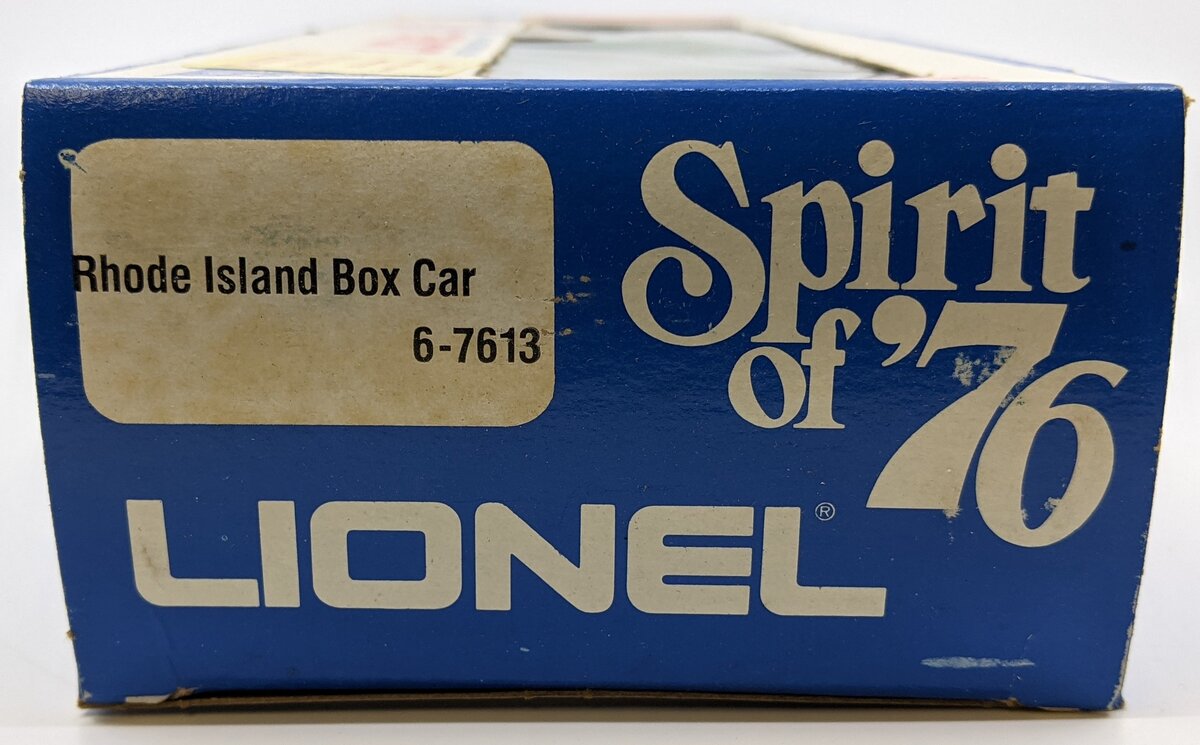 Rhode Island Box Car
6-7613
Spirit
of '76
LIONEL®